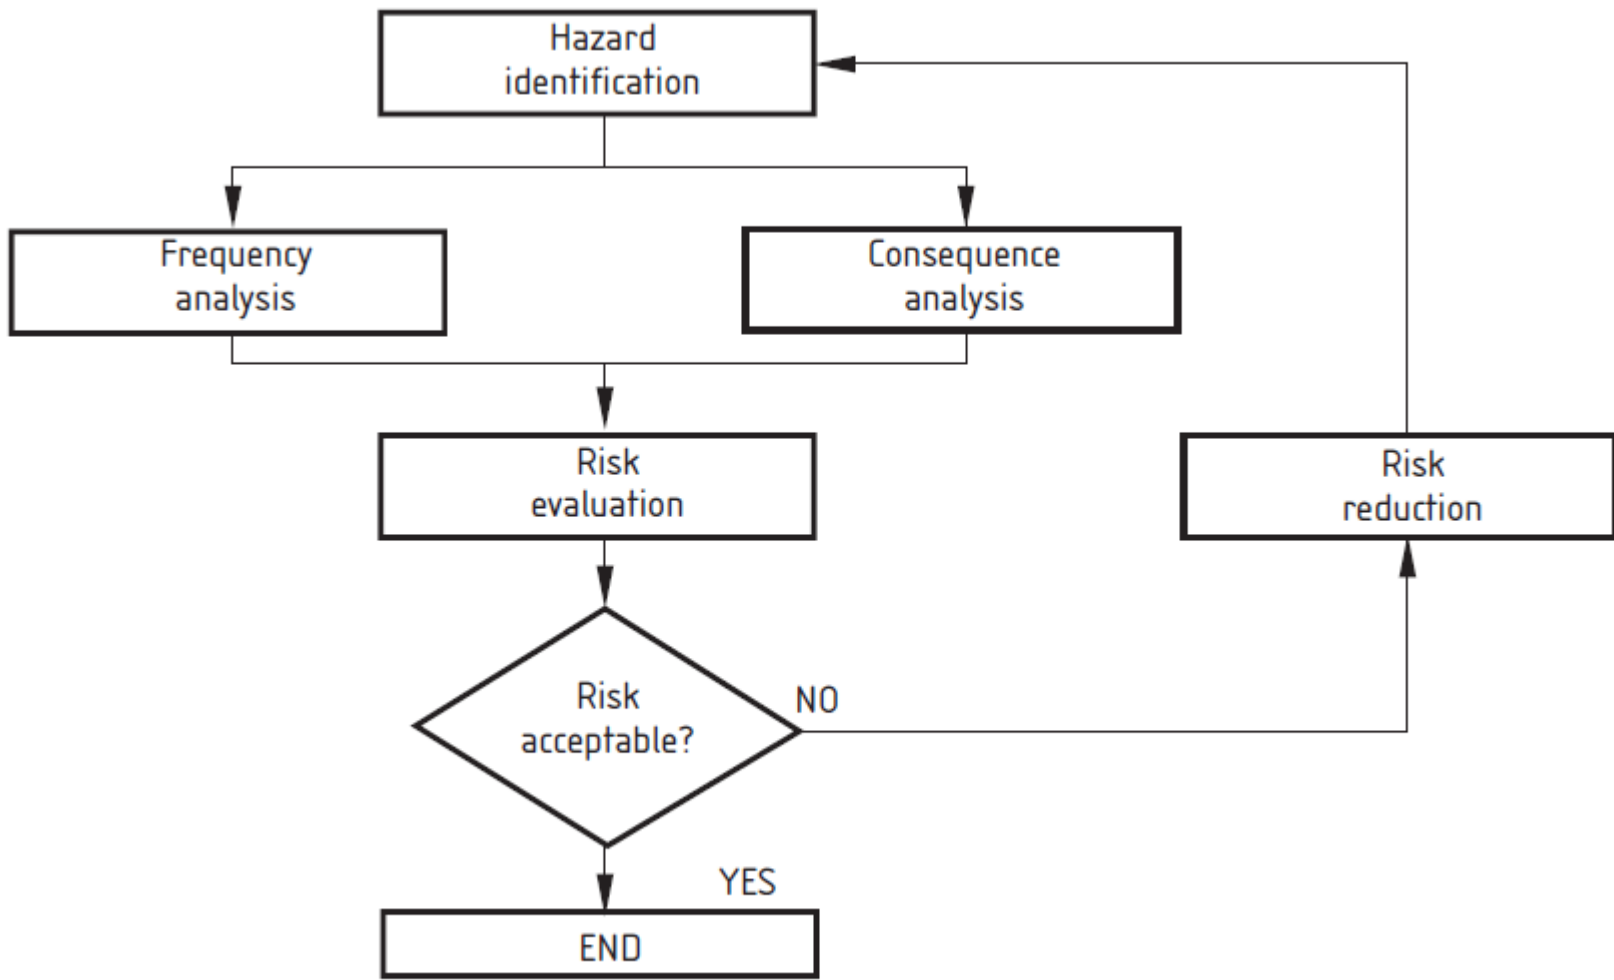 Hazard
identification
Frequency
analysis
Consequence
analysis
Risk
evaluation
Risk
reduction
Risk
acceptable?
NO
YES
END